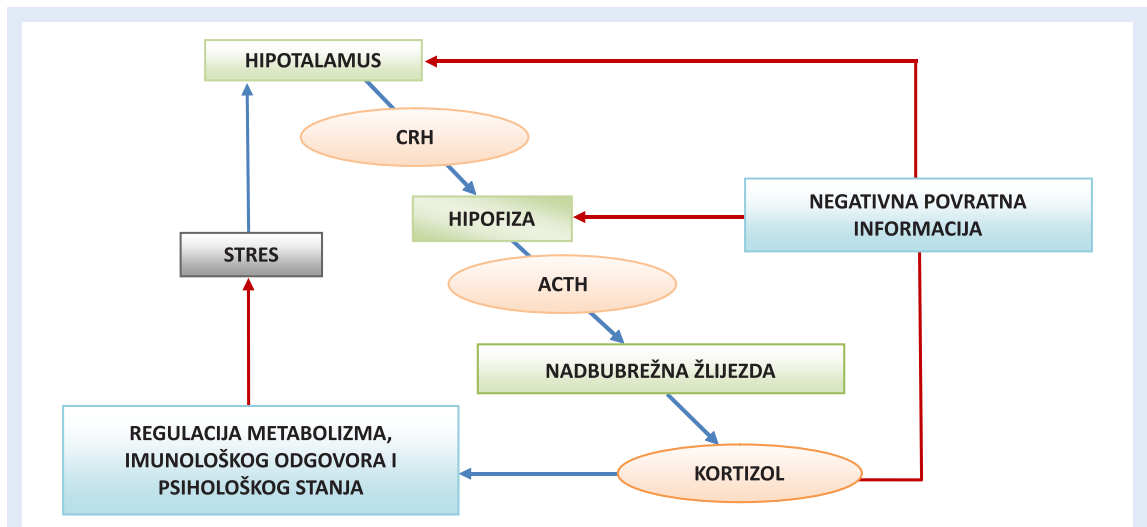 HIPOTALAMUS
CRH
HIPOFIZA
NEGATIVNA POVRATNA
INFORMACIJA
STRES
ACTH
NADBUBREŽNA ŽLIJEZDA
REGULACIJA METABOLIZMA,
IMUNOLOŠKOG ODGOVORA I
PSIHOLOŠKOG STANJA
KORTIZOL